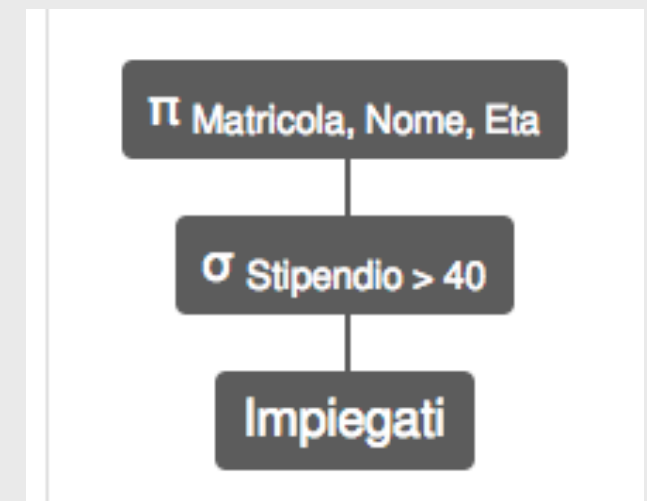 π Matricola, Nome, Eta
σ Stipendio > 40
Impiegati